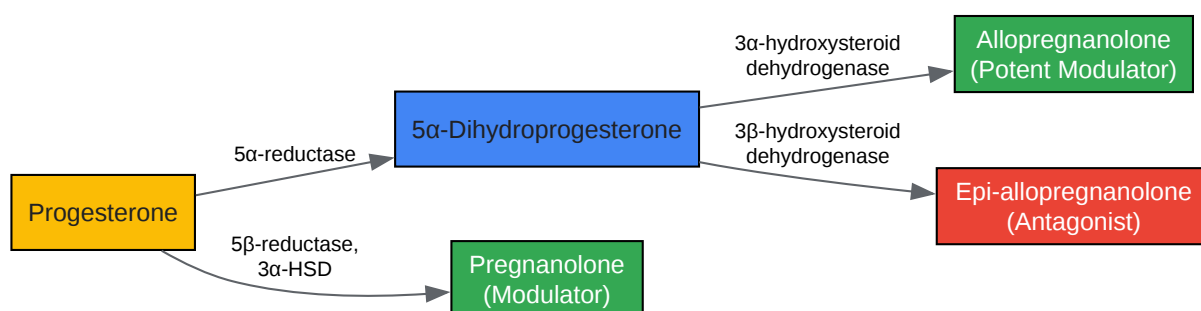 Progesterone
5α-reductase
5β-reductase,
3α-HSD
5α-Dihydroprogesterone
Pregnanolone
(Modulator)
3α-hydroxysteroid
dehydrogenase
3β-hydroxysteroid
dehydrogenase
Allopregnanolone
(Potent Modulator)
Epi-allopregnanolone
(Antagonist)